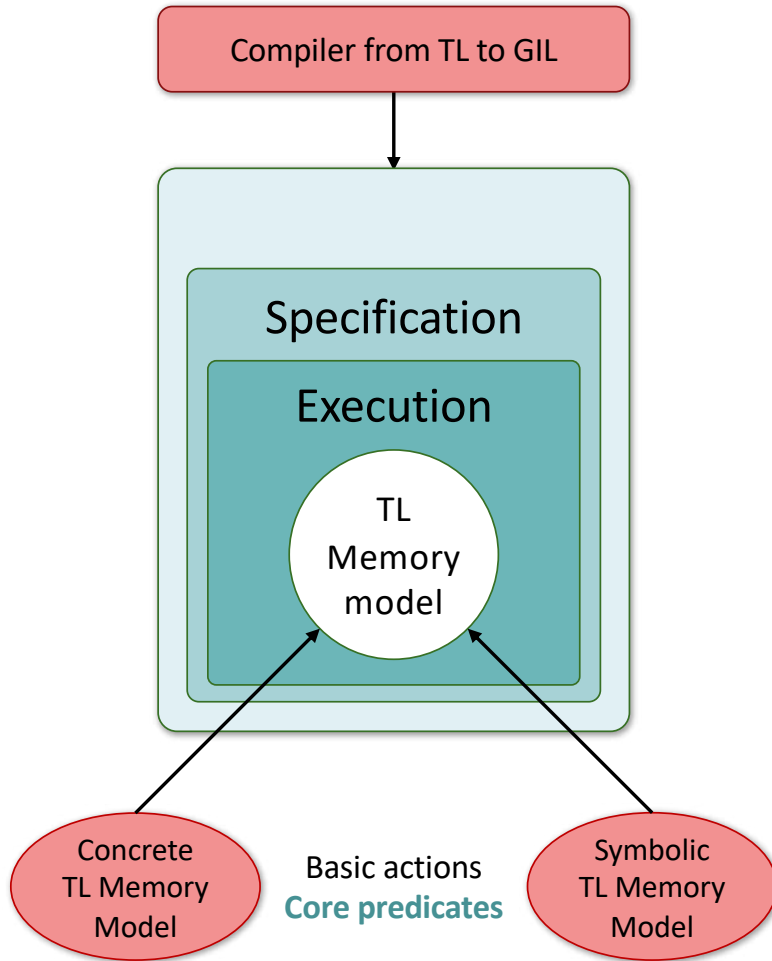 Compiler from TL to GIL
Specification
Execution
TL
Memory
model
Concrete
TL Memory
Model
Basic actions
Core predicates
Symbolic
TL Memory
Model